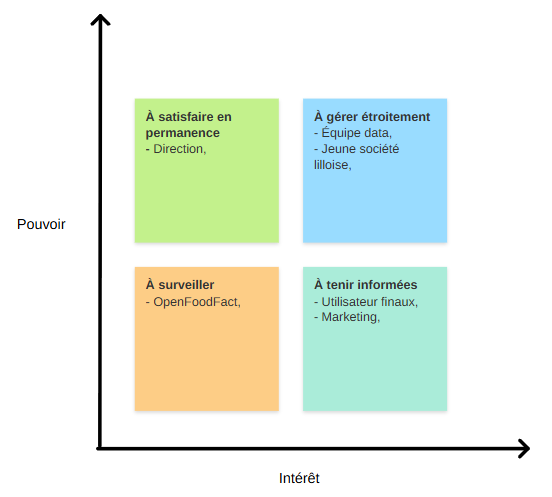 À satisfaire en
permanence
- Direction,
À gérer étroitement
- Équipe data,
- Jeune société
lilloise,
Pouvoir
À surveiller
- OpenFoodFact,
À tenir informées
- Utilisateur finaux,
- Marketing,
Intérêt